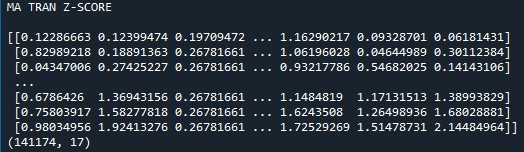 MA TRAN Z-SCORE
[[0.12286663 0.12399474 0.19709472 ... 1.16290217 0.09328701 0.06181431]
[0.82989218 0.18891363 0.26781661 ... 1.06196028 0.04644989 0.30112384]
[0.04347006 0.27425227 0.26781661 ... 0.93217786 0.54682025 0.14143106]
...
[0.6786426 1.36943156 0.26781661 ... 1.1484819 1.17131513 1.38993829]
[0.75803917 1.58277818 0.26781661 ... 1.6243508 1.26498936 1.68028881]
[0.98034956 1.92413276 0.26781661 ... 1.72529269 1.51478731 2.14484964]]
(141174, 17)